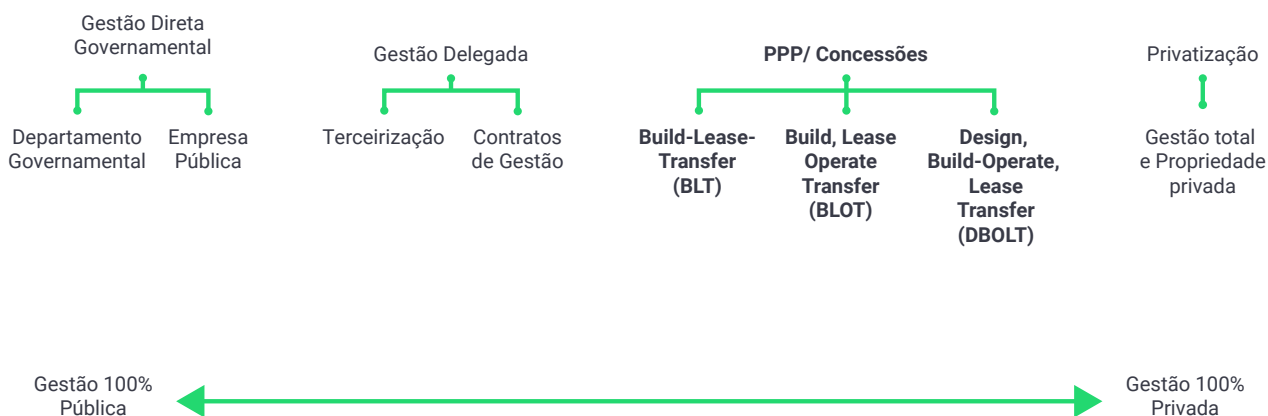 Gestão Direta
Governamental
Departamento
Governamental
Empresa
Pública
Gestão Delegada
Terceirização
Contratos
de Gestão
PPP/ Concessões
Build-Lease-
Transfer
(BLT)
Build, Lease
Operate
Transfer
(BLOT)
Design,
Build-Operate,
Lease
Transfer
(DBOLT)
Privatização
Gestão total
e Propriedade
privada
Gestão 100%
Pública
Gestão 100%
Privada